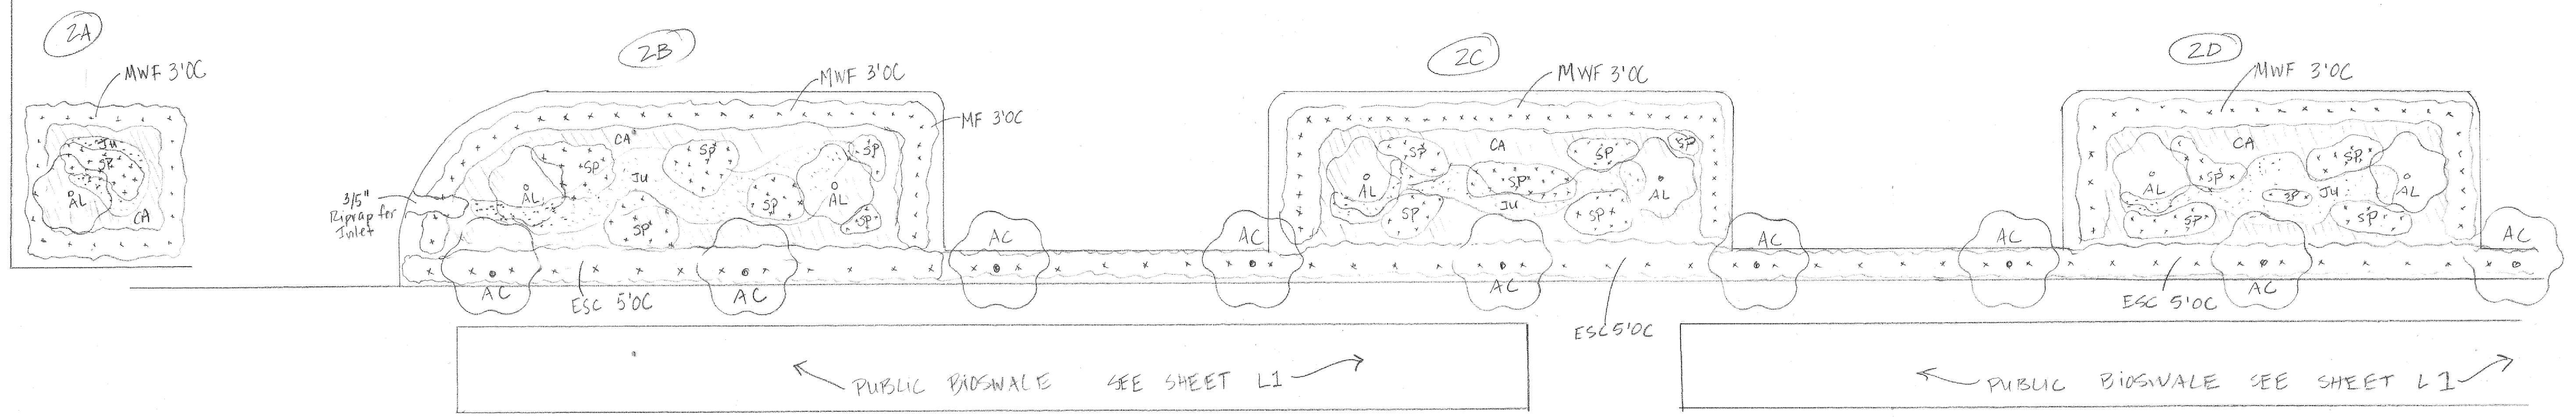 2A
MWF 3'OC
JU
SP
AL
CA
2B
MWF 3'OC
MF 3'OC
CA
SP
SP
SP
JU
AL
SP
AL
SP
SP
3/5"
Riprap for
Inlet
AC
ESC 5'OC
AC
AC
2C
MWF 3'OC
CA
SP
SP
SP
SP
AL
AL
SP
JU
SP
AC
AC
AC
ESC 5'OC
2D
MWF 3'OC
CA
SP
AL
SP
SP
JU
AL
SP
SP
AC
AC
AC
ESC 5'OC
PUBLIC BIOSWALE SEE SHEET L1
PUBLIC BIOSWALE SEE SHEET L1